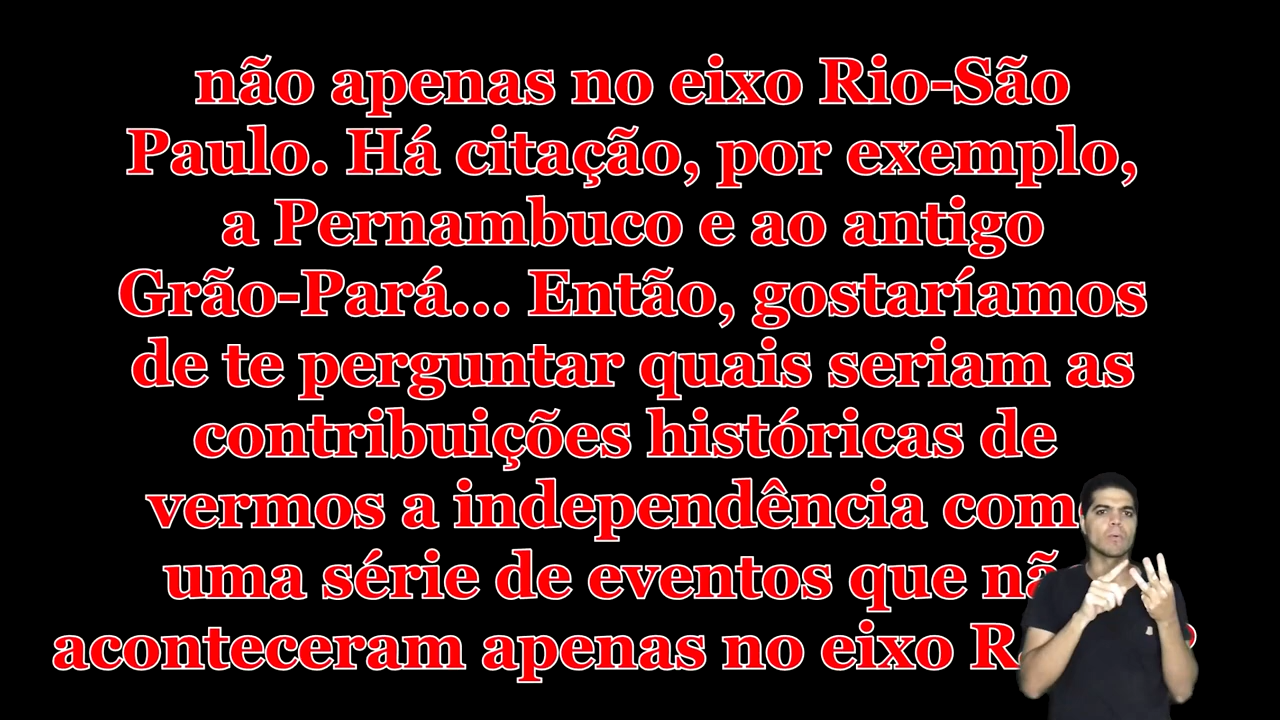 não apenas no eixo Rio-São
Paulo. Há citação, por exemplo,
a Pernambuco e ao antigo
Grão-Pará... Então, gostaríamos
de te perguntar quais seriam as
contribuições históricas de
vermos a independência com
uma série de eventos que nã
aconteceram apenas no eixo R